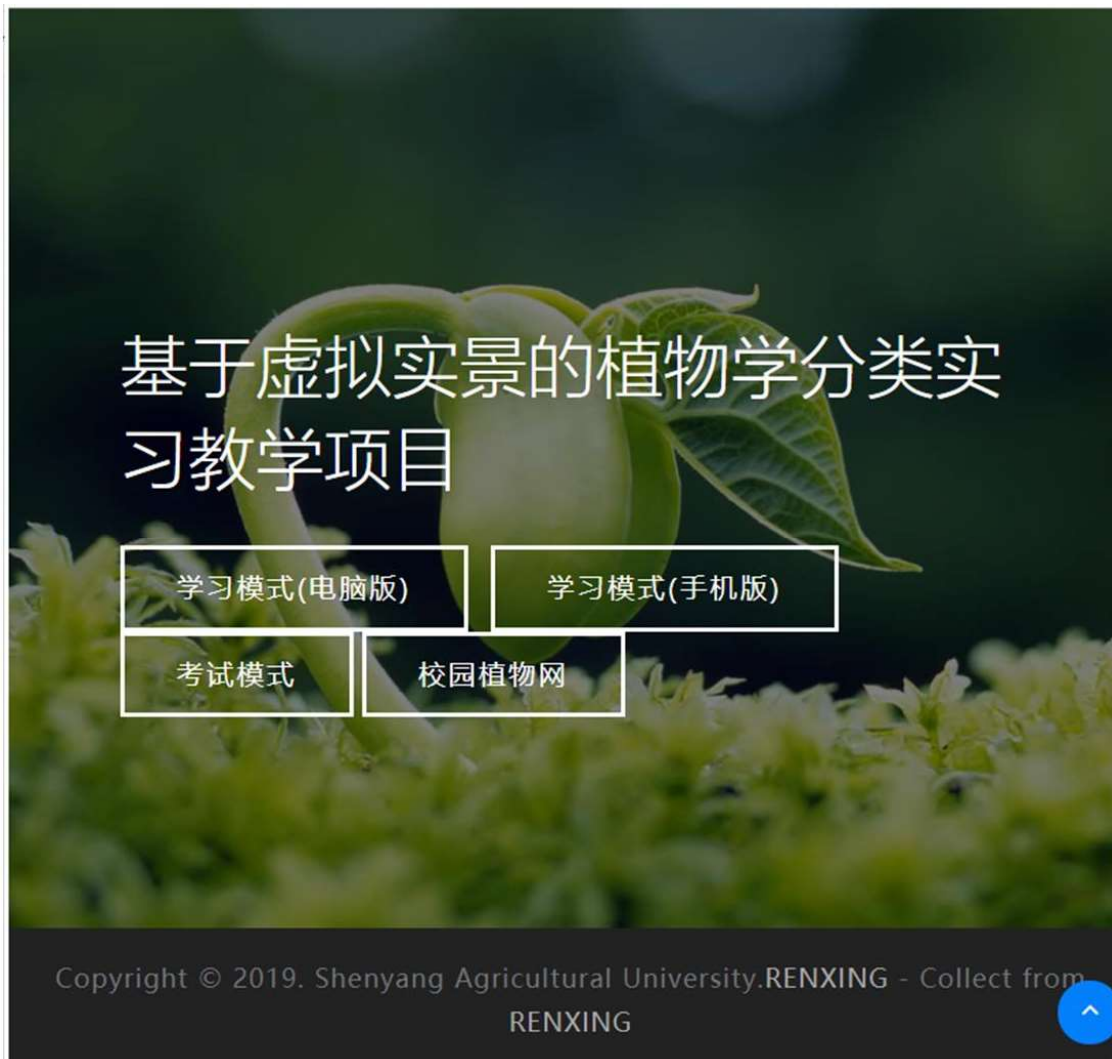 基于虚拟实景的植物学分类实
习教学项目
学习模式(电脑版) 学习模式(手机版)
考试模式 校园植物网
Copyright © 2019. Shenyang Agricultural University.RENXING - Collect from
RENXING